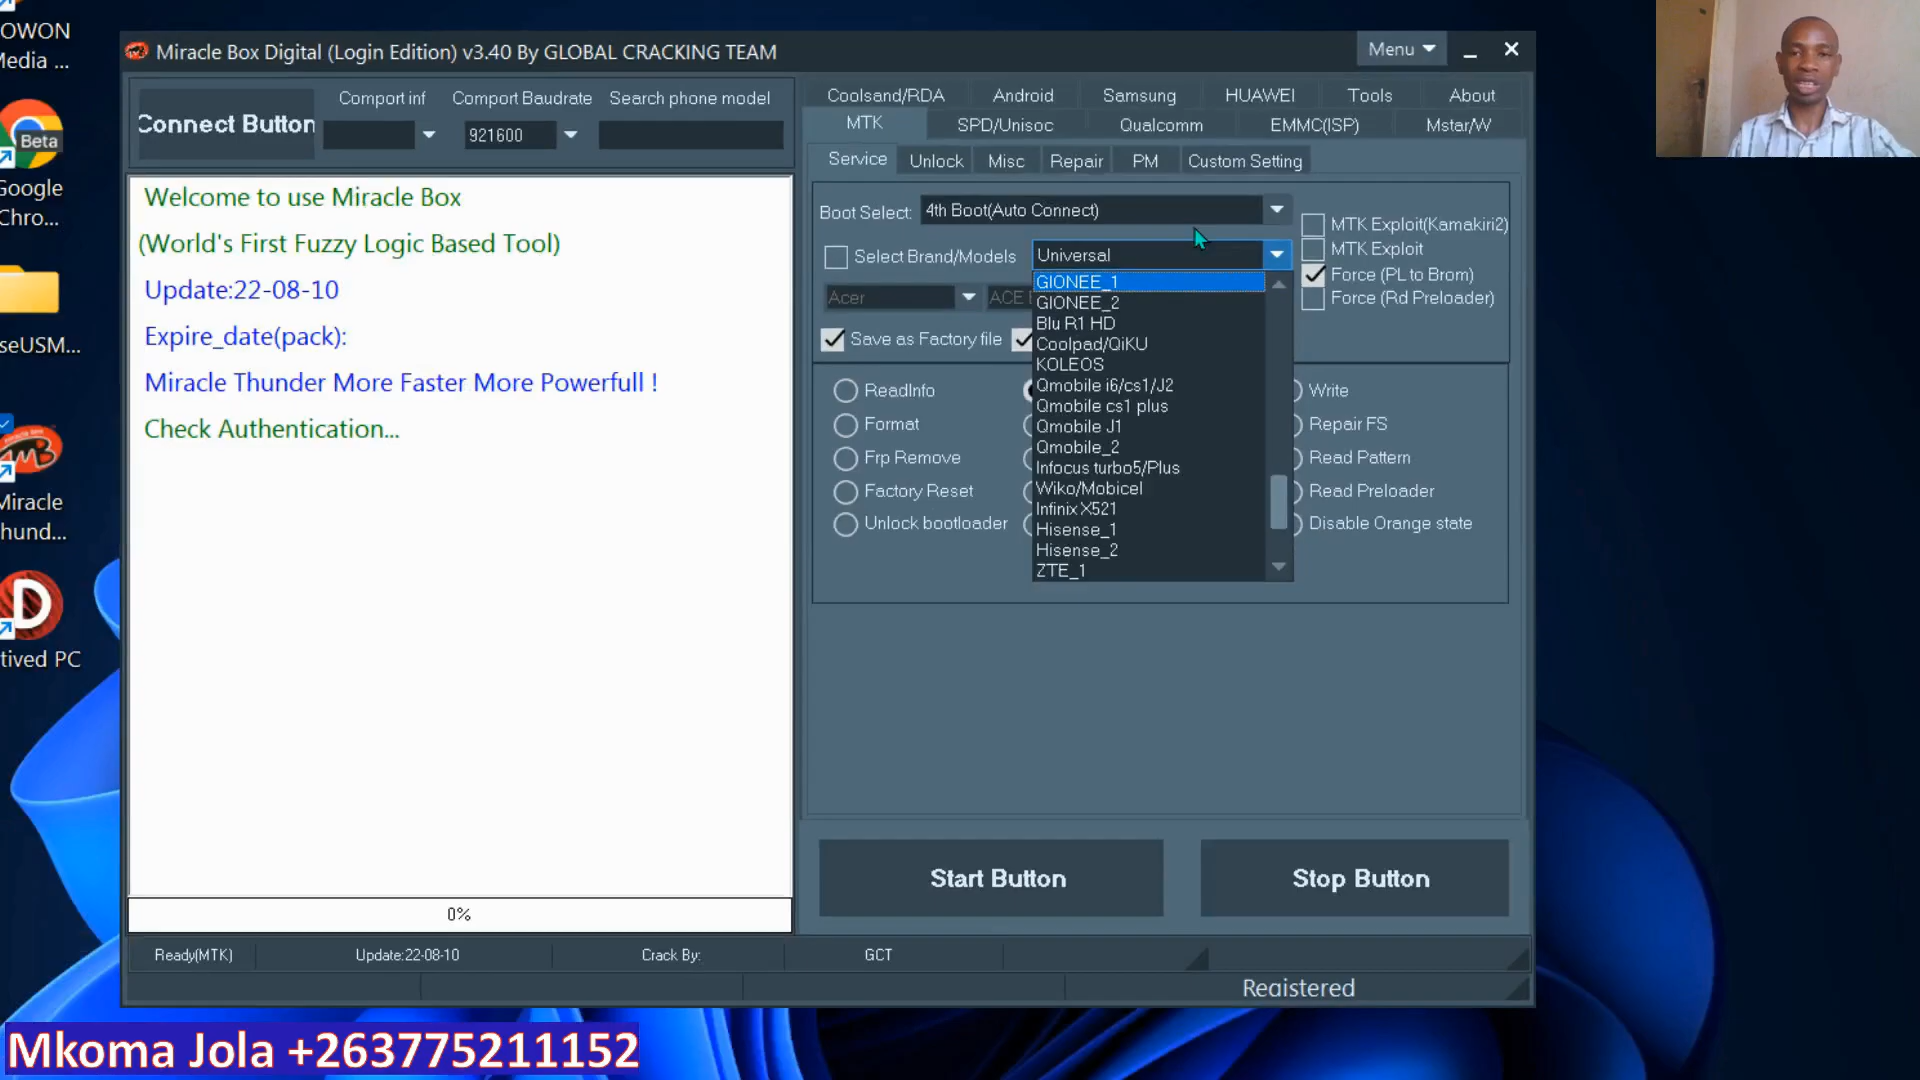 OWON
Media ...
Beta
Google
Chro...
seUSM...
Miracle
hund...
tived PC
Miracle Box Digital (Login Edition) v3.40 By GLOBAL CRACKING TEAM
Menu
Connect Button
Comport inf
Comport Baudrate
Search phone model
921600
Welcome to use Miracle Box
(World's First Fuzzy Logic Based Tool)
Update:22-08-10
Expire_date(pack):
Miracle Thunder More Faster More Powerfull !
Check Authentication...
0%
Coolsand/RDA
Android
Samsung
HUAWEI
Tools
About
MTK
SPD/Unisoc
Qualcomm
EMMC(ISP)
Mstar/W
Service
Unlock
Misc
Repair
PM
Custom Setting
Boot Select:
4th Boot(Auto Connect)
Select Brand/Models
Universal
MTK Exploit(Kamakiri2)
MTK Exploit
Force (PL to Brom)
Force (Rd Preloader)
Acer
ACE
Save as Factory file
GIONEE_1
GIONEE_2
Blu R1 HD
Coolpad/QiKU
KOLEOS
Qmobile i6/cs1/J2
Qmobile cs1 plus
Qmobile J1
Qmobile_2
Infocus turbo5/Plus
Wiko/Mobicel
Infinix X521
Hisense_1
Hisense_2
ZTE_1
ReadInfo
Format
Frp Remove
Factory Reset
Unlock bootloader
Write
Repair FS
Read Pattern
Read Preloader
Disable Orange state
Start Button
Stop Button
Ready(MTK)
Update:22-08-10
Crack By:
GCT
Registered
Mkoma Jola +263775211152